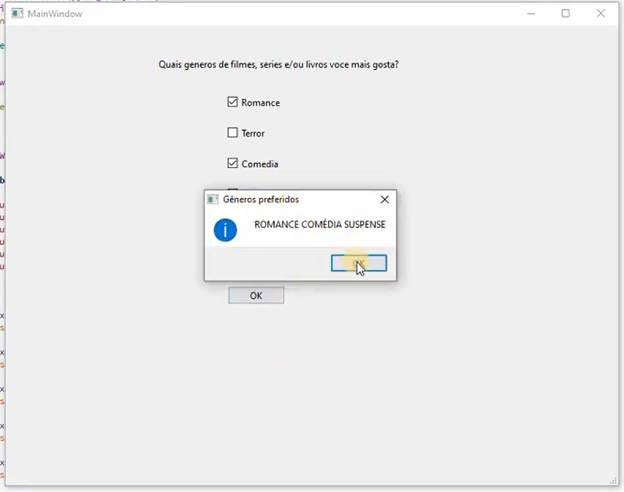 MainWindow
Quais generos de filmes, series e/ou livros voce mais gosta?
Romance
Terror
Comedia
Gêneros preferidos
ROMANCE COMÉDIA SUSPENSE
OK